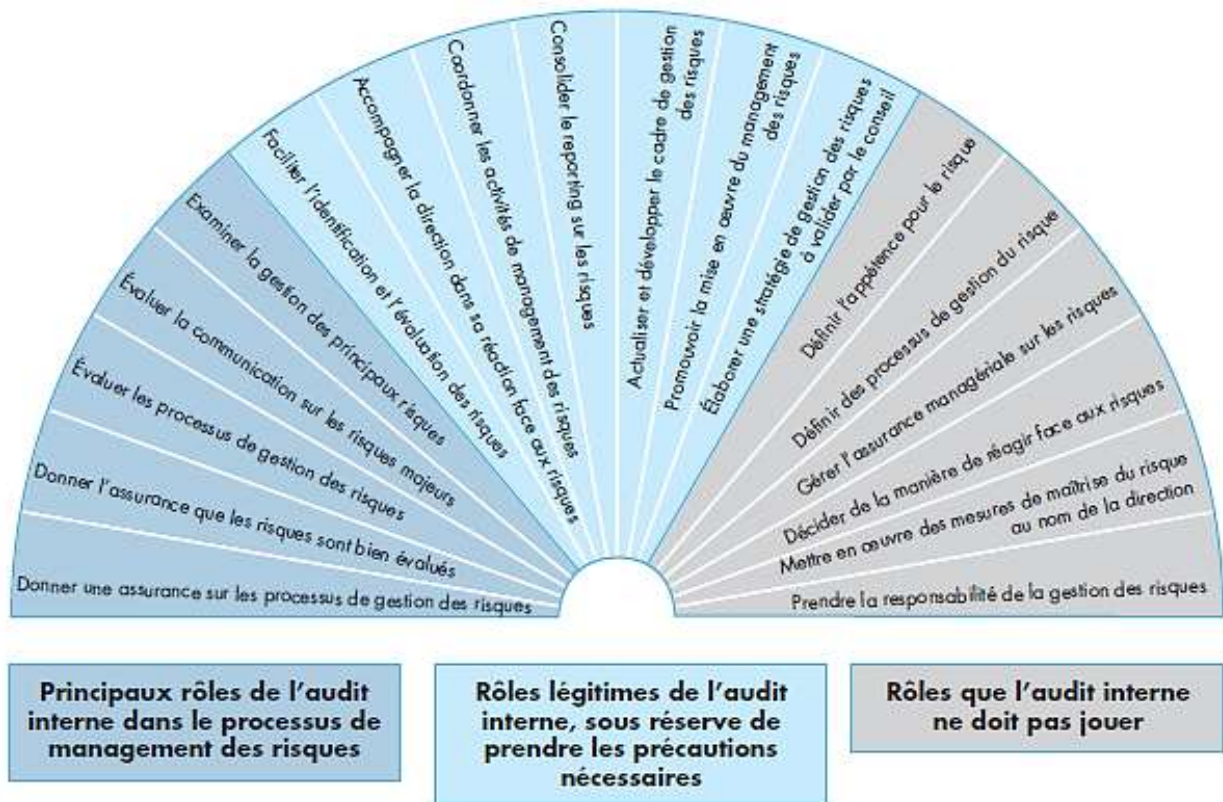 Donner une assurance sur les processus de gestion des risques
Donner l'assurance que les risques sont bien évalués
Évaluer les processus de gestion des risques
Évaluer la communication sur les risques majeurs
Examiner la gestion des principaux risques
Faciliter l'identification et l'évaluation des risques
Accompagner la direction dans sa réaction face aux risques
Coordonner les activités de management des risques
Consolider le reporting sur les risques
Actualiser et développer le cadre de gestion
des risques
Promouvoir la mise en œuvre du management
des risques
Élaborer une stratégie de gestion des risques
à valider par le conseil
Définir l'appétence pour le risque
Définir des processus de gestion du risque
Gérer l'assurance managériale sur les risques
Décider de la manière de réagir face aux risques
Mettre en œuvre des mesures de maîtrise du risque
au nom de la direction
Prendre la responsabilité de la gestion des risques
Principaux rôles de l'audit
interne dans le processus de
management des risques
Rôles légitimes de l'audit
interne, sous réserve de
prendre les précautions
nécessaires
Rôles que l'audit interne
ne doit pas jouer